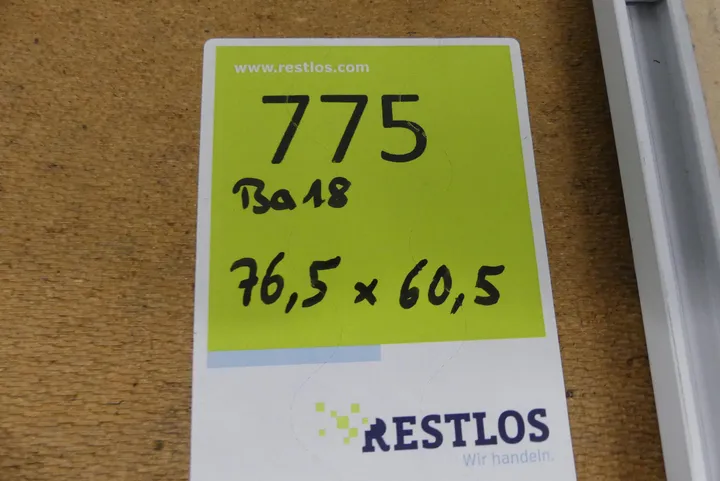 www.restlos.com
775
Ba18
76,5 x 60,5
RESTLOS
Wir handeln.